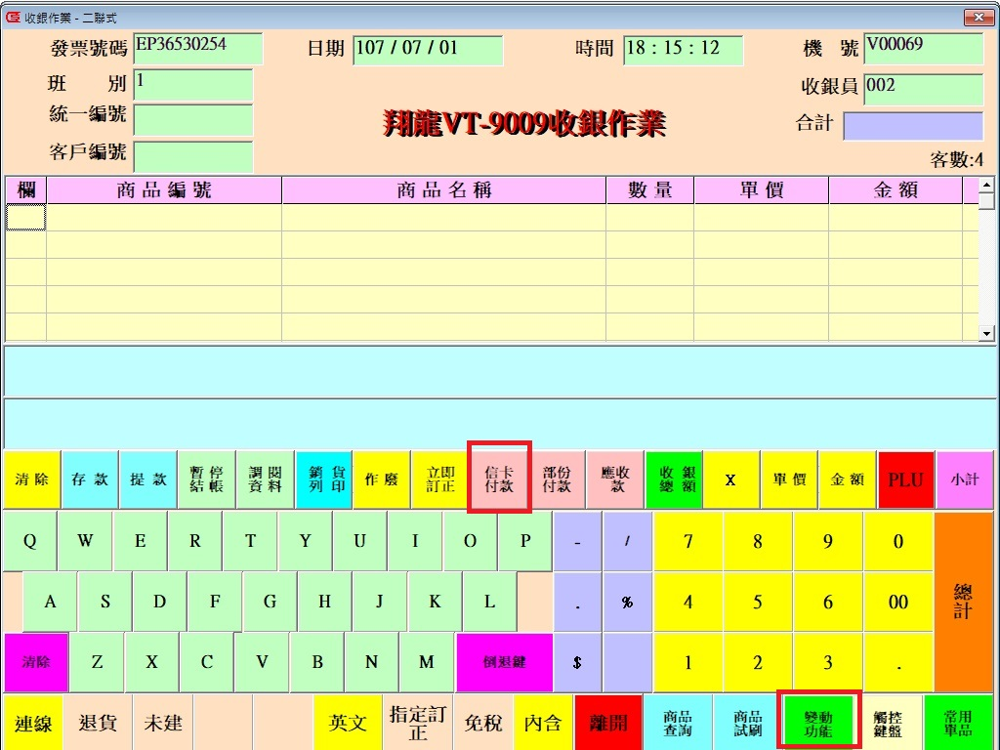 收銀作業 - 二聯式
發票號碼 EP36530254 日期 107 / 07 / 01 時間 18 : 15 : 12 機 號 V00069
班 別 1 收銀員 002
統一編號 翔龍VT-9009收銀作業 合計
客戶編號 客數:4
欄 商 品 編 號 商 品 名 稱 數 量 單 價 金 額
清 除 存 款 提 款 暫 停 結 帳 調 閱 資 料 銷 貨 列 印 作 廢 立即 訂正 信卡 付款 部份 付款 應收 款 收 銀 總 額 X 單 價 金 額 PLU 小計
Q W E R T Y U I O P - / 7 8 9 0
A S D F G H J K L . % 4 5 6 00 總計
清除 Z X C V B N M 倒退鍵 $ 1 2 3 .
連線 退貨 未建 英文 指定訂正 免稅 內含 離開 商品 查詢 商品 試刷 變動 功能 觸控 鍵盤 常用 單品